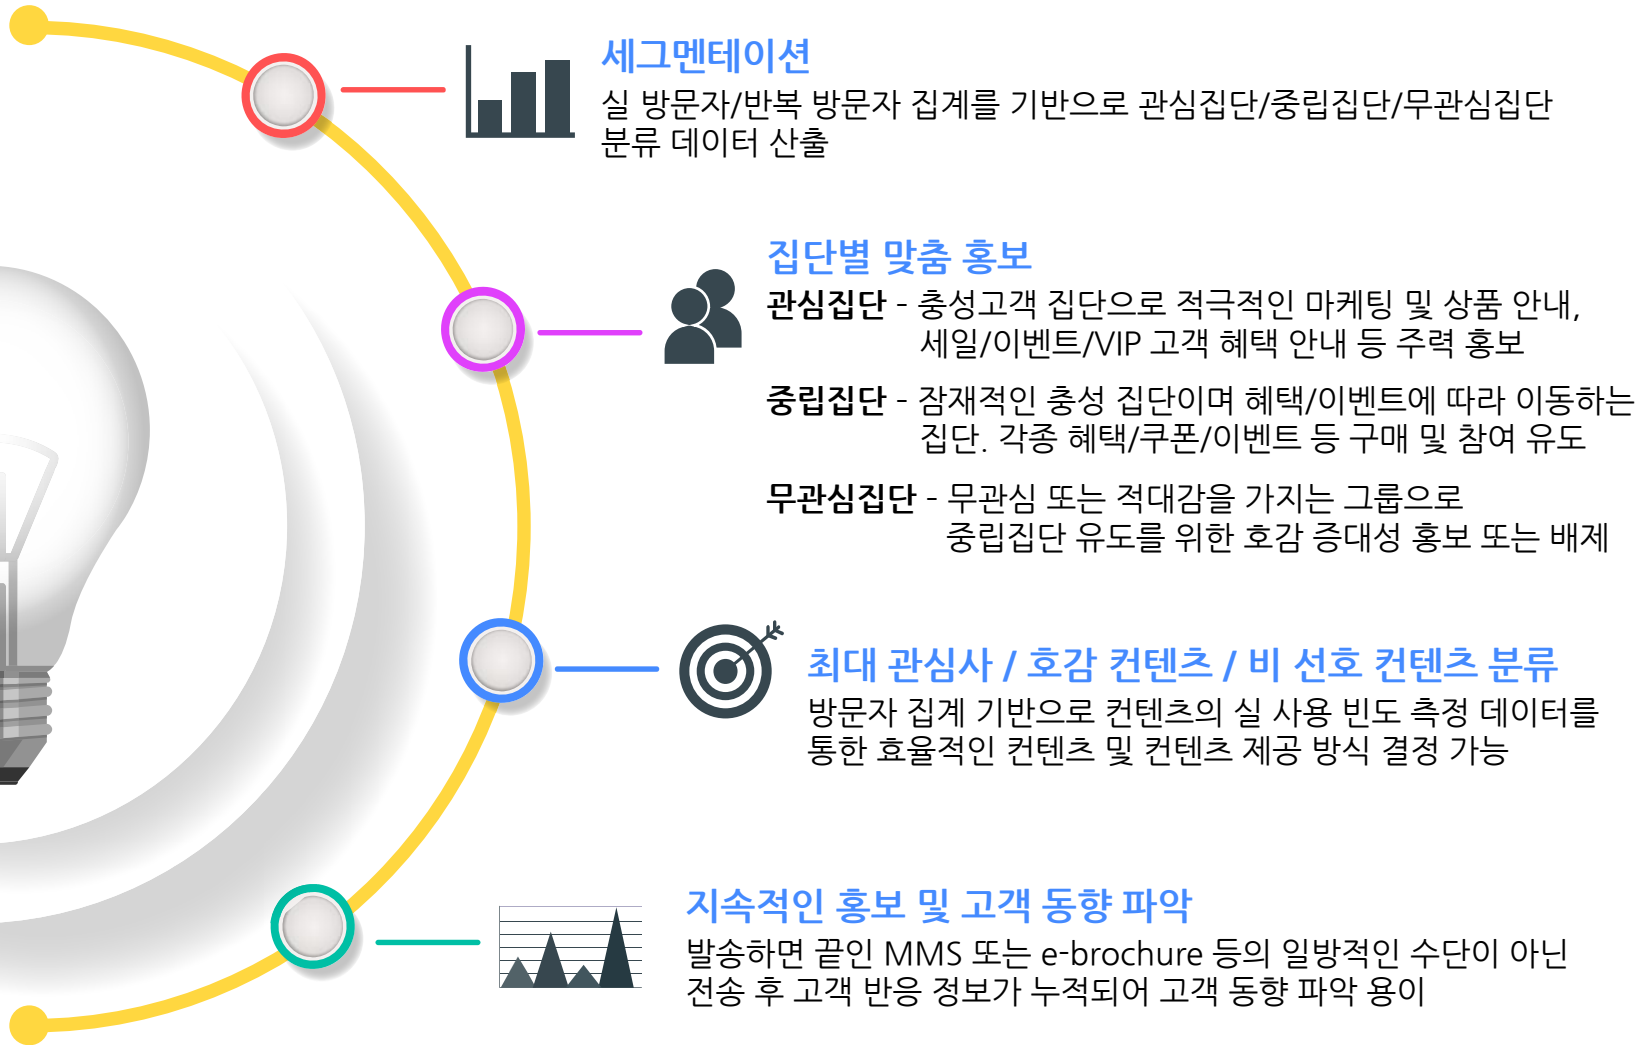 세그멘테이션
실 방문자/반복 방문자 집계를 기반으로 관심집단/중립집단/무관심집단
분류 데이터 산출
집단별 맞춤 홍보
관심집단 - 충성고객 집단으로 적극적인 마케팅 및 상품 안내,
세일/이벤트/VIP 고객 혜택 안내 등 주력 홍보
중립집단 - 잠재적인 충성 집단이며 혜택/이벤트에 따라 이동하는
집단. 각종 혜택/쿠폰/이벤트 등 구매 및 참여 유도
무관심집단 - 무관심 또는 적대감을 가지는 그룹으로
중립집단 유도를 위한 호감 증대성 홍보 또는 배제
최대 관심사 / 호감 컨텐츠 / 비 선호 컨텐츠 분류
방문자 집계 기반으로 컨텐츠의 실 사용 빈도 측정 데이터를
통한 효율적인 컨텐츠 및 컨텐츠 제공 방식 결정 가능
지속적인 홍보 및 고객 동향 파악
발송하면 끝인 MMS 또는 e-brochure 등의 일방적인 수단이 아닌
전송 후 고객 반응 정보가 누적되어 고객 동향 파악 용이